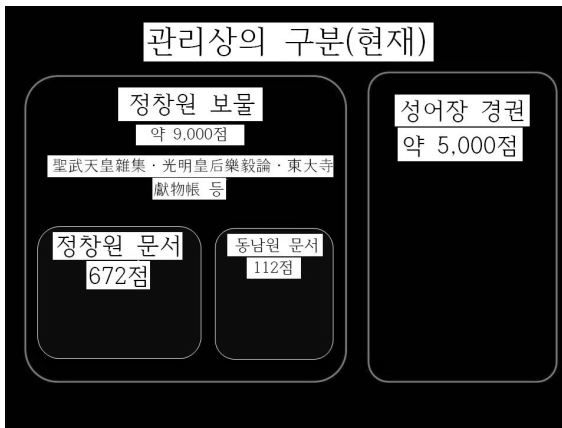 관리상의 구분(현재)
정창원 보물
약 9,000점
聖武天皇雜集・光明皇后樂毅論・東大寺
獻物帳 등
정창원 문서
672점
동남원 문서
112점
성어장 경권
약 5,000점